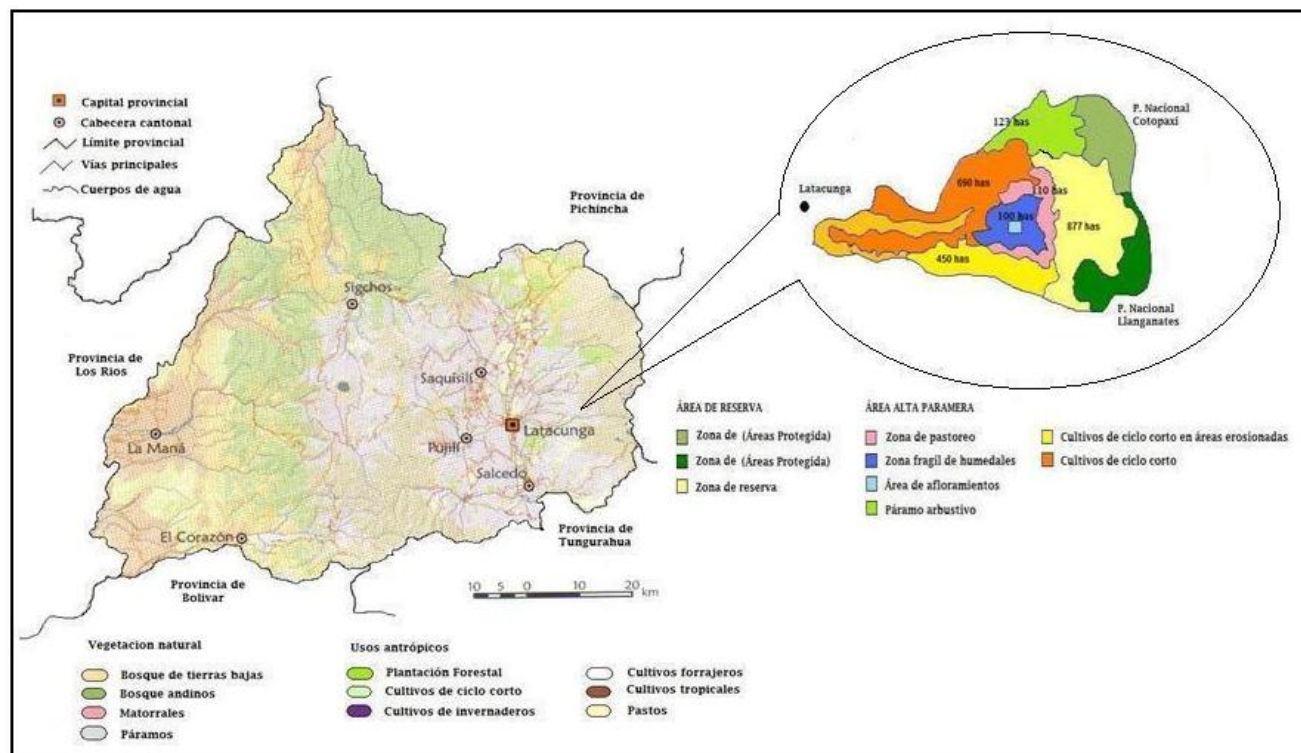 Capital provincial
Cabecera cantonal
Límite provincial
Vías principales
Cuerpos de agua
Provincia de
Pichincha
Provincia de
Los Rios
Sigchos
Saquisilí
La Maná
Pujilí
Latacunga
Salcedo
El Corazón
Provincia de
Tungurahua
Provincia de
Bolivar
10 5 0 10 20 km
Latacunga
123 has
P. Nacional
Cotopaxi
690 has
110 has
100 has
877 has
450 has
P. Nacional
Llanganates
ÁREA DE RESERVA
Zona de (Áreas Protegida)
Zona de (Áreas Protegida)
Zona de reserva
ÁREA ALTA PARAMERA
Zona de pastoreo
Zona fragil de humedales
Área de afloramientos
Páramo arbustivo
Cultivos de ciclo corto en áreas erosionadas
Cultivos de ciclo corto
Vegetacion natural
Bosque de tierras bajas
Bosque andinos
Matorrales
Páramos
Usos antrópicos
Plantación Forestal
Cultivos de ciclo corto
Cultivos de invernaderos
Cultivos forrajeros
Cultivos tropicales
Pastos